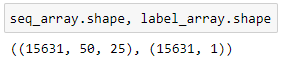 seq_array.shape, label_array.shape
((15631, 50, 25), (15631, 1))